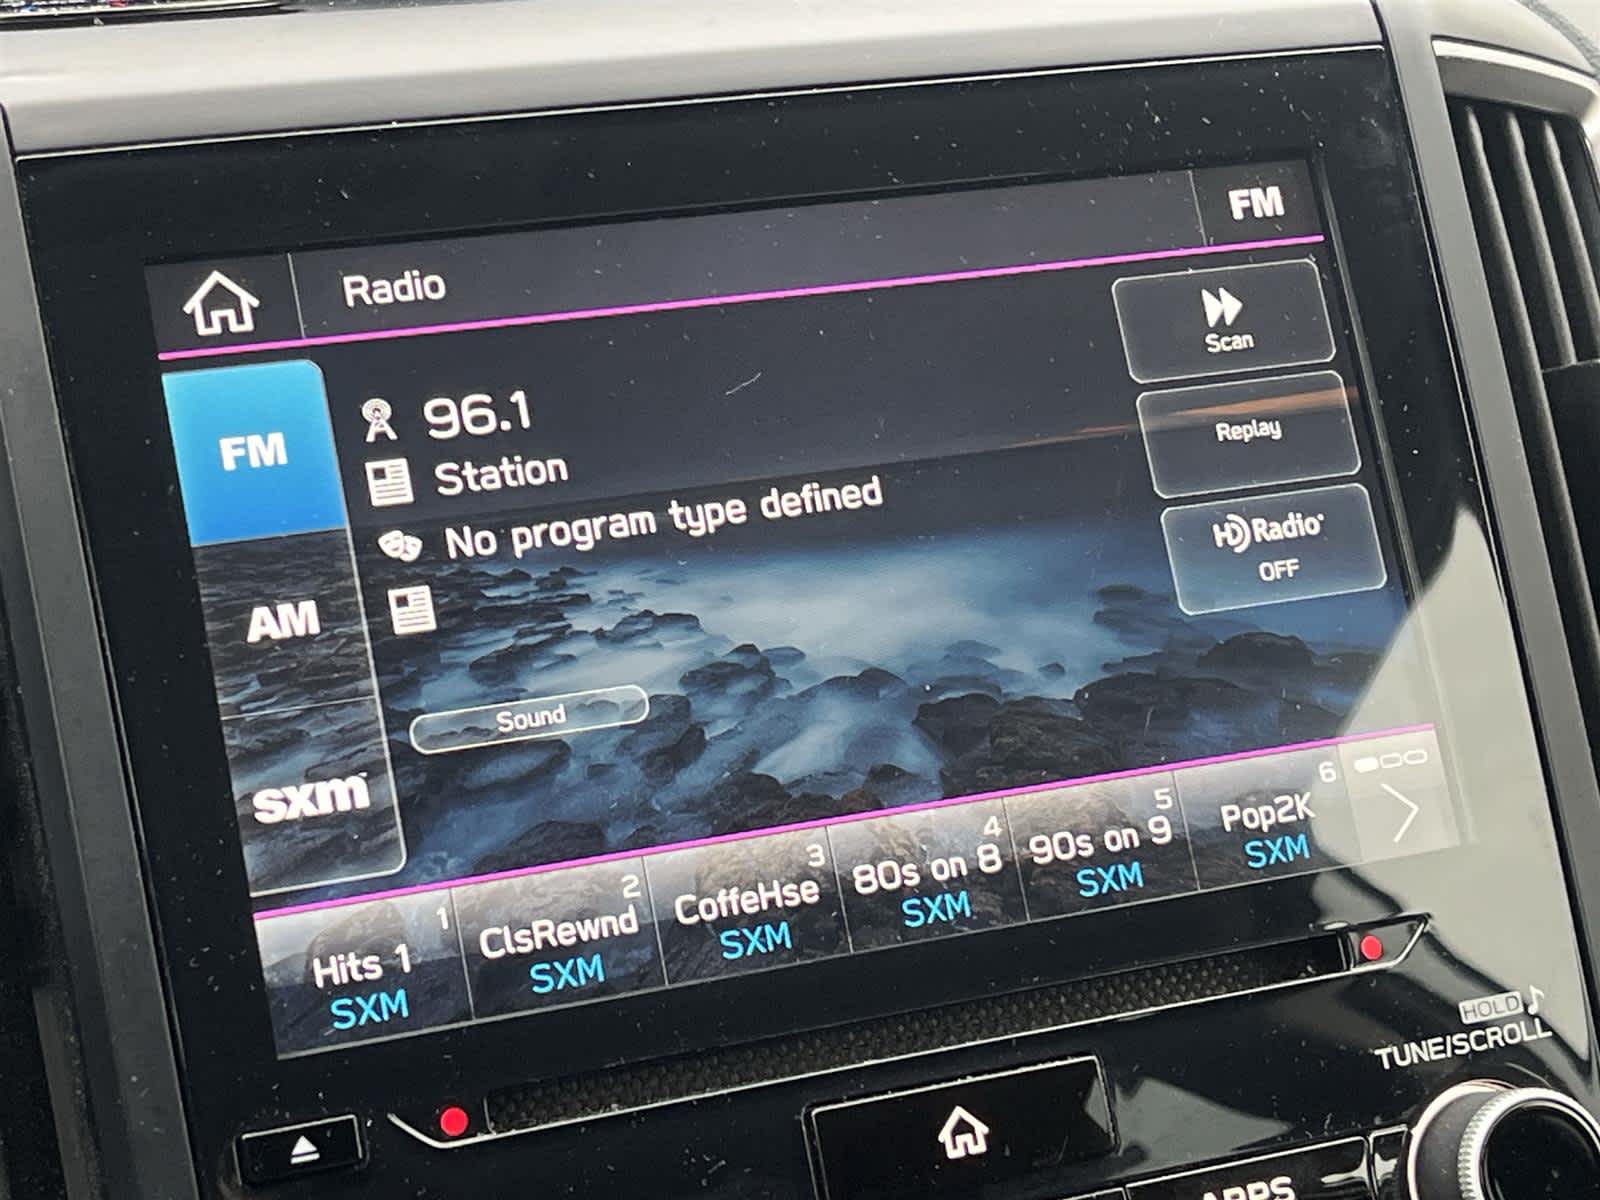 Radio
FM
FM
AM
sxm
96.1
Station
No program type defined
Sound
Scan
Replay
HD Radio
OFF
1
Hits 1
SXM
2
ClsRewnd
SXM
3
CoffeHse
SXM
4
80s on 8
SXM
5
90s on 9
SXM
6
Pop2K
SXM
HOLD
TUNE/SCROLL
APPS